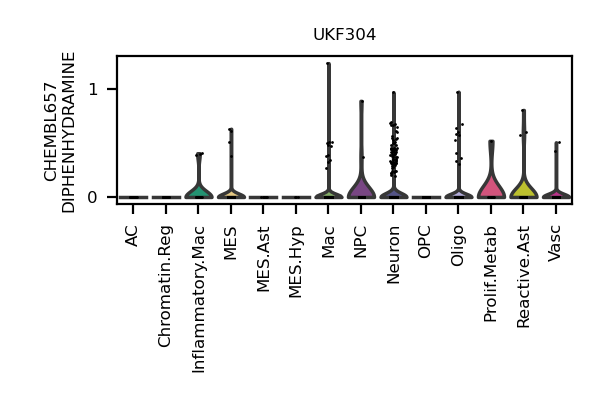 UKF304
CHEMBL657
DIPHENHYDRAMINE
1
0
AC
Chromatin.Reg
Inflammatory.Mac
MES
MES.Ast
MES.Hyp
Mac
NPC
Neuron
OPC
Oligo
Prolif.Metab
Reactive.Ast
Vasc